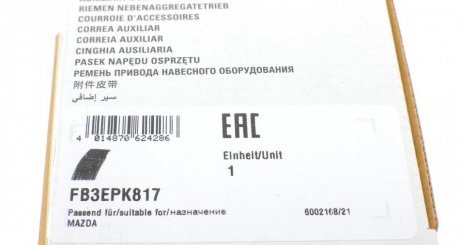 RIEMEN NEBENAGGREGATETRIEB
COURROIE D'ACCESSOIRES
CORREA AUXILIAR
CORREIA AUXILIAR
CINGHIA AUSILIARIA
PASEK NAPĘDU OSPRZĘTU
РЕМЕНЬ ПРИВОДА НАВЕСНОГО ОБОРУДОВАНИЯ
附件皮带
سير إضافي
EAC
4 014870 624286
Einheit/Unit
1
FB3EPK817
Passend für/suitable for/назначение
6002168/21
MAZDA